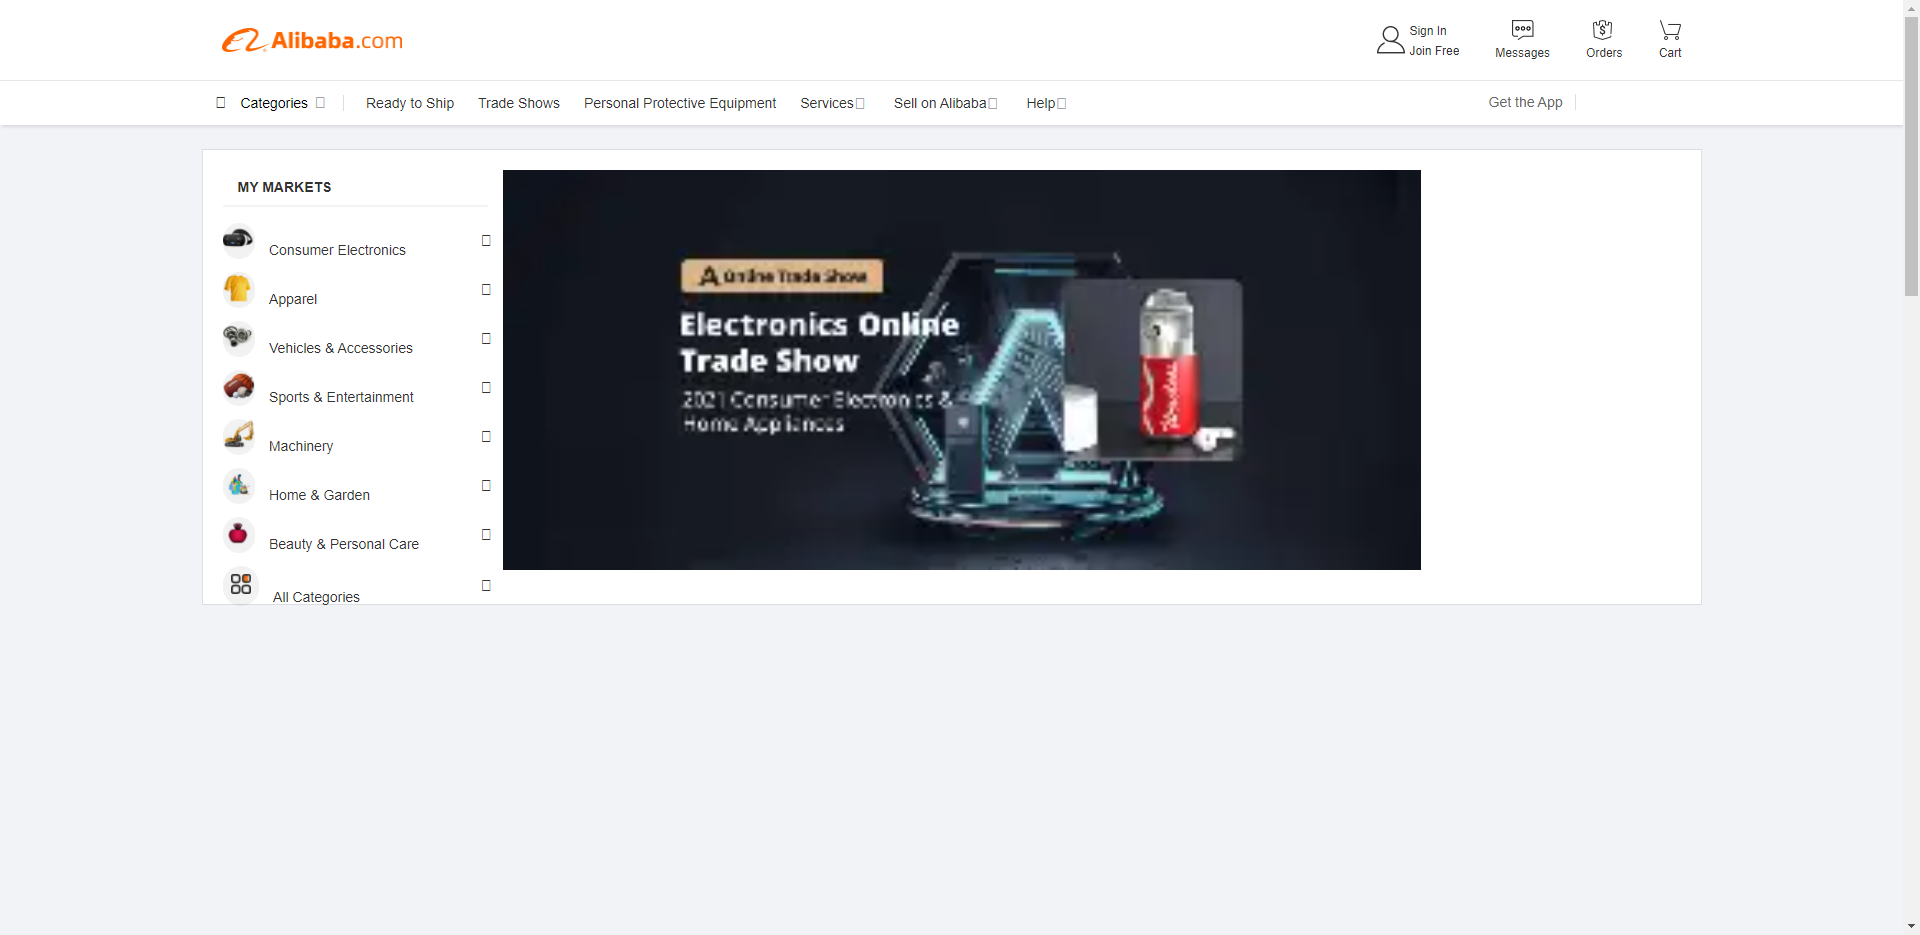 Alibaba.com
Sign In
Join Free
Messages
Orders
Cart
Categories
Ready to Ship
Trade Shows
Personal Protective Equipment
Services
Sell on Alibaba
Help
Get the App
MY MARKETS
Consumer Electronics
Apparel
Vehicles & Accessories
Sports & Entertainment
Machinery
Home & Garden
Beauty & Personal Care
All Categories
Online Trade Show
Electronics Online
Trade Show
2021 Consumer Electronics &
Home Appliances